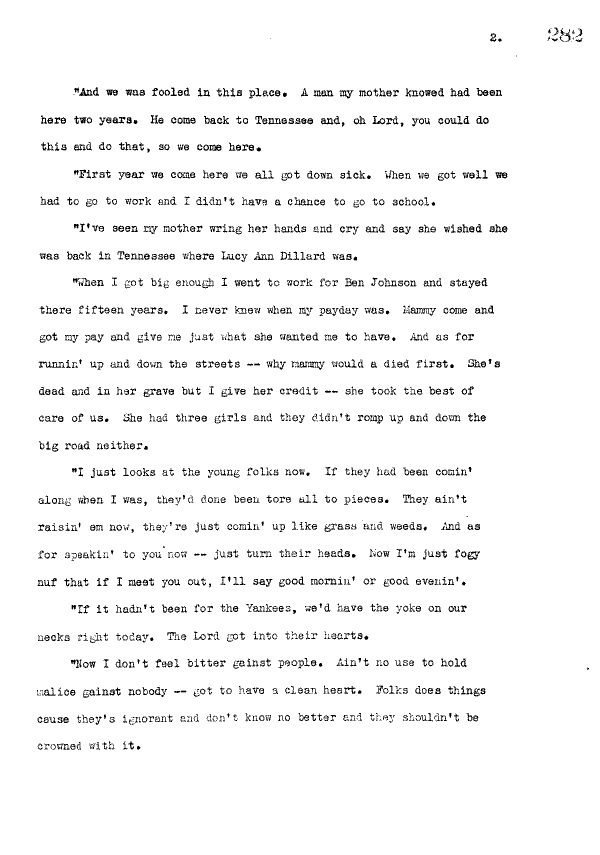 2. 282
"And we was fooled in this place. A man my mother knowed had been
here two years. He come back to Tennessee and, oh Lord, you could do
this and do that, so we come here.
"First year we come here we all got down sick. When we got well we
had to go to work and I didn't have a chance to go to school.
"I've seen my mother wring her hands and cry and say she wished she
was back in Tennessee where Lucy Ann Dillard was.
"When I got big enough I went to work for Ben Johnson and stayed
there fifteen years. I never knew when my payday was. Mammy come and
got my pay and give me just what she wanted me to have. And as for
runnin' up and down the streets -- why mammy would a died first. She's
dead and in her grave but I give her credit -- she took the best of
care of us. She had three girls and they didn't romp up and down the
big road neither.
"I just looks at the young folks now. If they had been comin'
along when I was, they'd done been tore all to pieces. They ain't
raisin' em now, they're just comin' up like grass and weeds. And as
for speakin' to you now -- just turn their heads. Now I'm just fogy
nuf that if I meet you out, I'll say good mornin' or good evenin'.
"If it hadn't been for the Yankees, we'd have the yoke on our
necks right today. The Lord got into their hearts.
"Now I don't feel bitter gainst people. Ain't no use to hold
malice gainst nobody -- got to have a clean heart. Folks does things
cause they's ignorant and don't know no better and they shouldn't be
crowned with it.